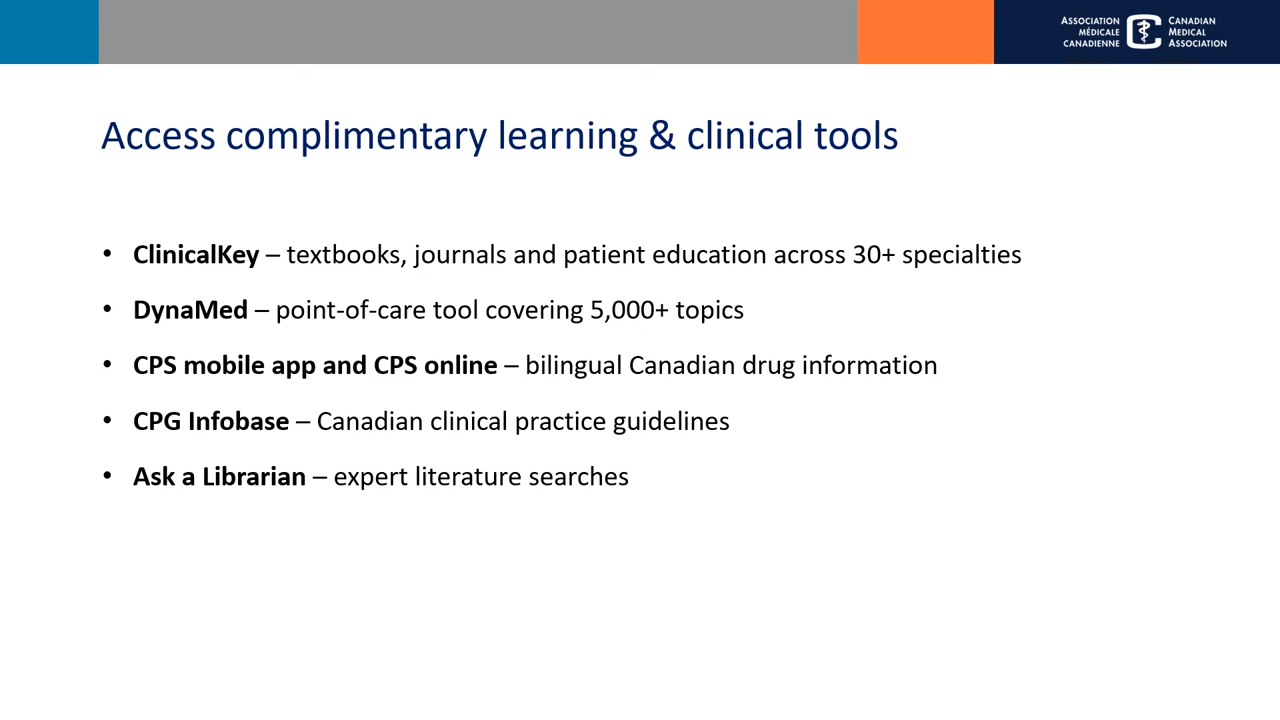 ASSOCIATION
MÉDICALE
CANADIENNE
CANADIAN
MEDICAL
ASSOCIATION
Access complimentary learning & clinical tools
• ClinicalKey – textbooks, journals and patient education across 30+ specialties
• DynaMed – point-of-care tool covering 5,000+ topics
• CPS mobile app and CPS online – bilingual Canadian drug information
• CPG Infobase – Canadian clinical practice guidelines
• Ask a Librarian – expert literature searches